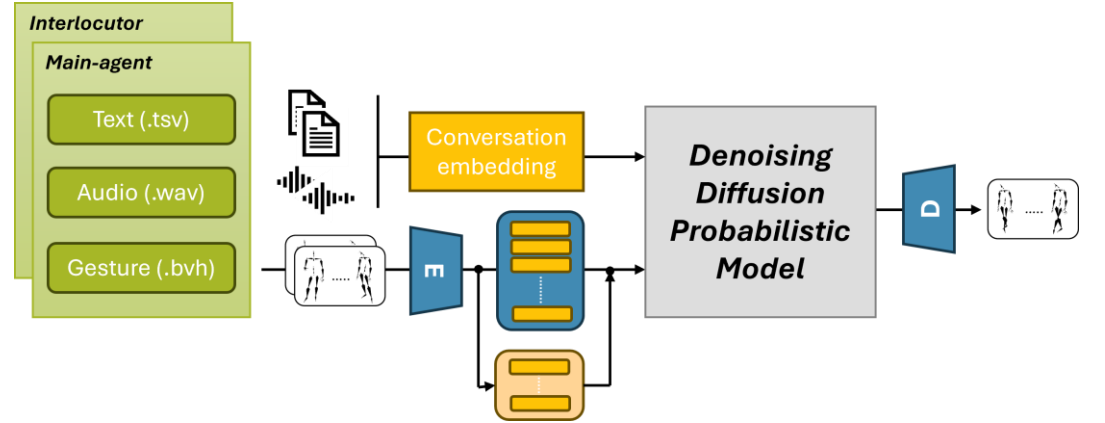 Interlocutor
Main-agent
Text (.tsv)
Audio (.wav)
Gesture (.bvh)
Conversation
embedding
E
Denoising
Diffusion
Probabilistic
Model
D